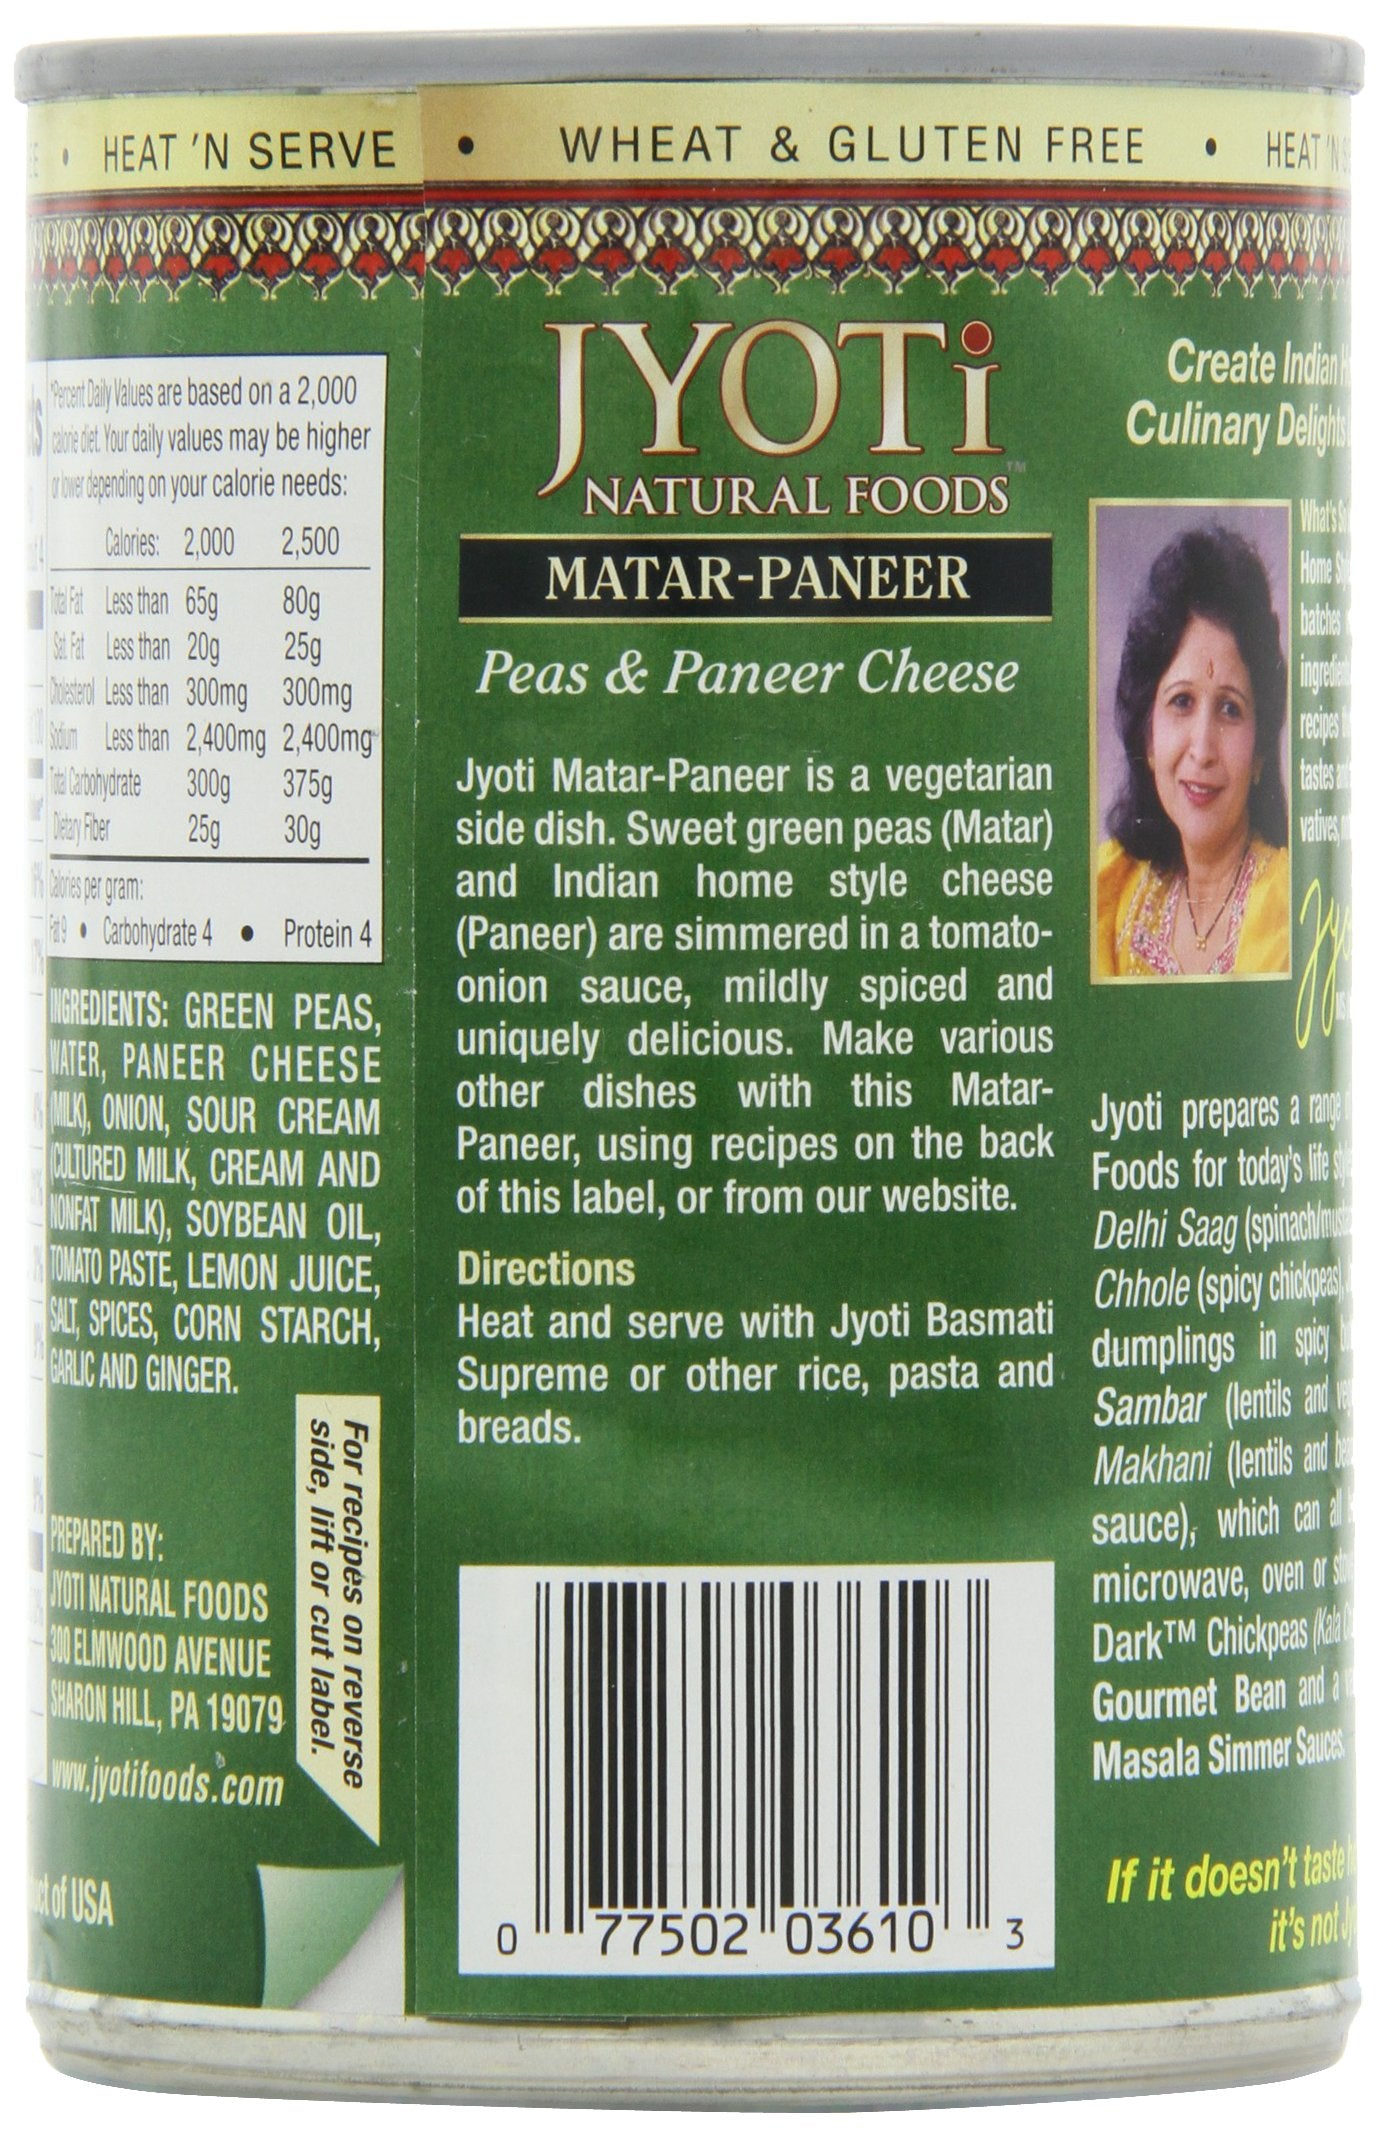 • HEAT 'N SERVE • WHEAT & GLUTEN FREE • HEAT 'N
*Percent Daily Values are based on a 2,000
calorie diet. Your daily values may be higher
or lower depending on your calorie needs:
Calories: 2,000 2,500
Total Fat Less than 65g 80g
Sat. Fat Less than 20g 25g
Cholesterol Less than 300mg 300mg
Sodium Less than 2,400mg 2,400mg
Total Carbohydrate 300g 375g
Dietary Fiber 25g 30g
Calories per gram:
Fat 9 • Carbohydrate 4 • Protein 4
INGREDIENTS: GREEN PEAS,
WATER, PANEER CHEESE
(MILK), ONION, SOUR CREAM
(CULTURED MILK, CREAM AND
NONFAT MILK), SOYBEAN OIL,
TOMATO PASTE, LEMON JUICE,
SALT, SPICES, CORN STARCH,
GARLIC AND GINGER.
For recipes on reverse
side, lift or cut label.
PREPARED BY:
JYOTI NATURAL FOODS
300 ELMWOOD AVENUE
SHARON HILL, PA 19079
www.jyotifoods.com
of USA
JYOTi
NATURAL FOODS™
MATAR-PANEER
Peas & Paneer Cheese
Jyoti Matar-Paneer is a vegetarian
side dish. Sweet green peas (Matar)
and Indian home style cheese
(Paneer) are simmered in a tomato-
onion sauce, mildly spiced and
uniquely delicious. Make various
other dishes with this Matar-
Paneer, using recipes on the back
of this label, or from our website.
Directions
Heat and serve with Jyoti Basmati
Supreme or other rice, pasta and
breads.
0 77502 03610 3
Create Indian
Culinary Delights
What's
Home
batches
ingredients
recipes
tastes
Jyoti prepares a range
Foods for today's life
Delhi Saag (spinach/
Chhole (spicy chickpeas),
dumplings in spicy
Sambar (lentils and
Makhani (lentils and
sauce), which can all
microwave, oven or
Dark™ Chickpeas (Kala
Gourmet Bean and a
Masala Simmer Sauces.
If it doesn't taste
it's not